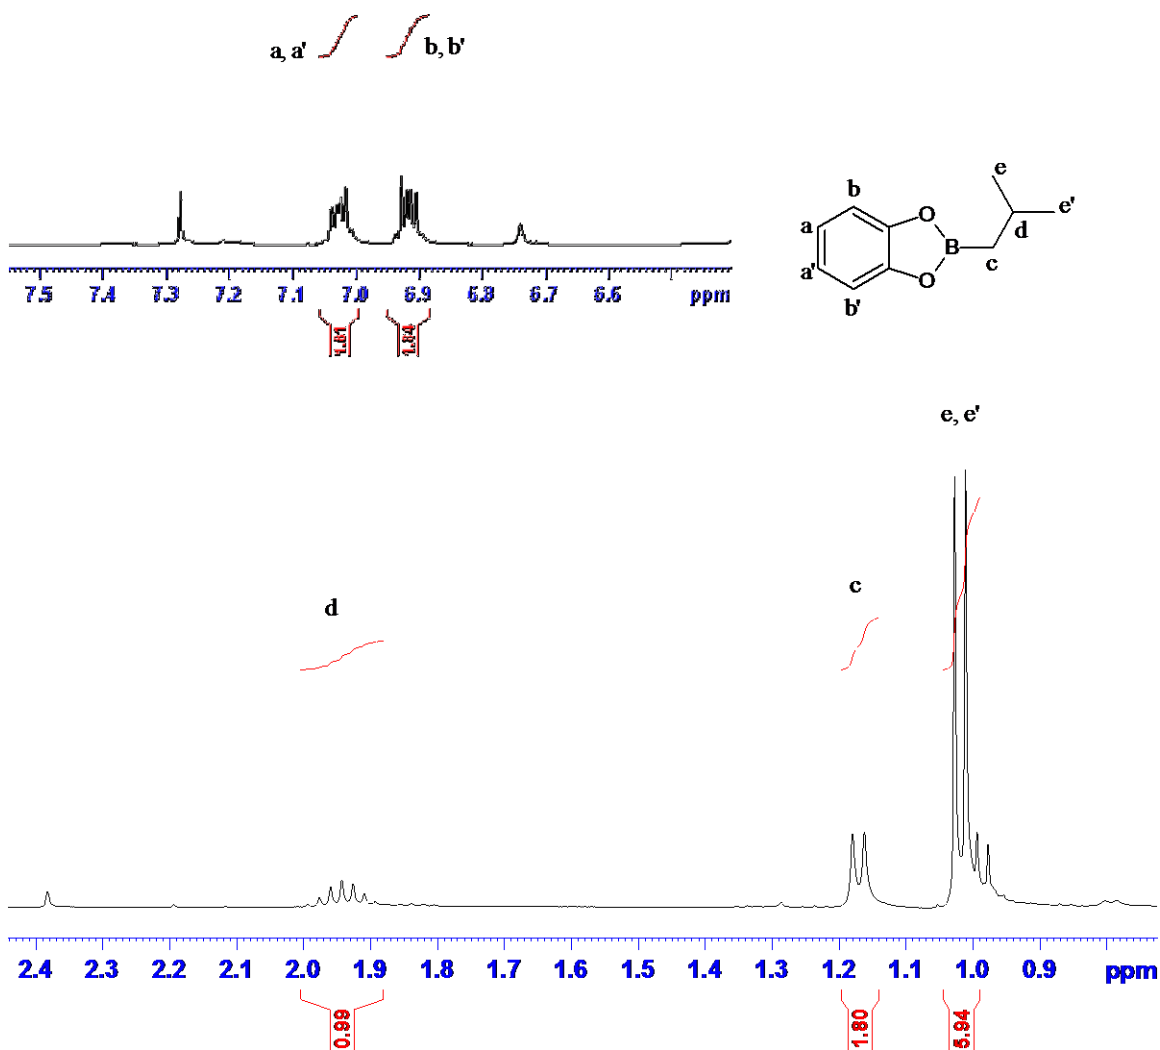 a, a'
b, b'
7.5 7.4 7.3 7.2 7.1 7.0 6.9 6.8 6.7 6.6 ppm
1.81
1.84
e
b
e'
O
a
d
B
a'
c
O
b'
e, e'
d
c
2.4 2.3 2.2 2.1 2.0 1.9 1.8 1.7 1.6 1.5 1.4 1.3 1.2 1.1 1.0 0.9 ppm
0.99
1.80
5.94